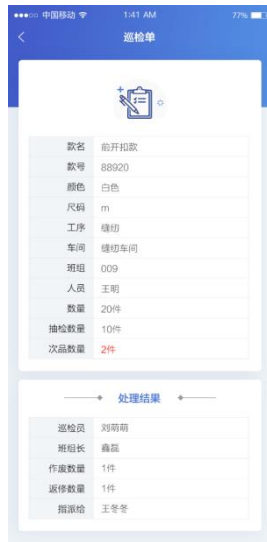 中国移动 1:41 AM 77%
巡检单
款名 前开扣款
款号 88920
颜色 白色
尺码 m
工序 缝纫
车间 缝纫车间
班组 009
人员 王明
数量 20件
抽检数量 10件
次品数量 2件
处理结果
巡检员 刘萌萌
班组长 鑫磊
作废数量 1件
返修数量 1件
指派给 王冬冬